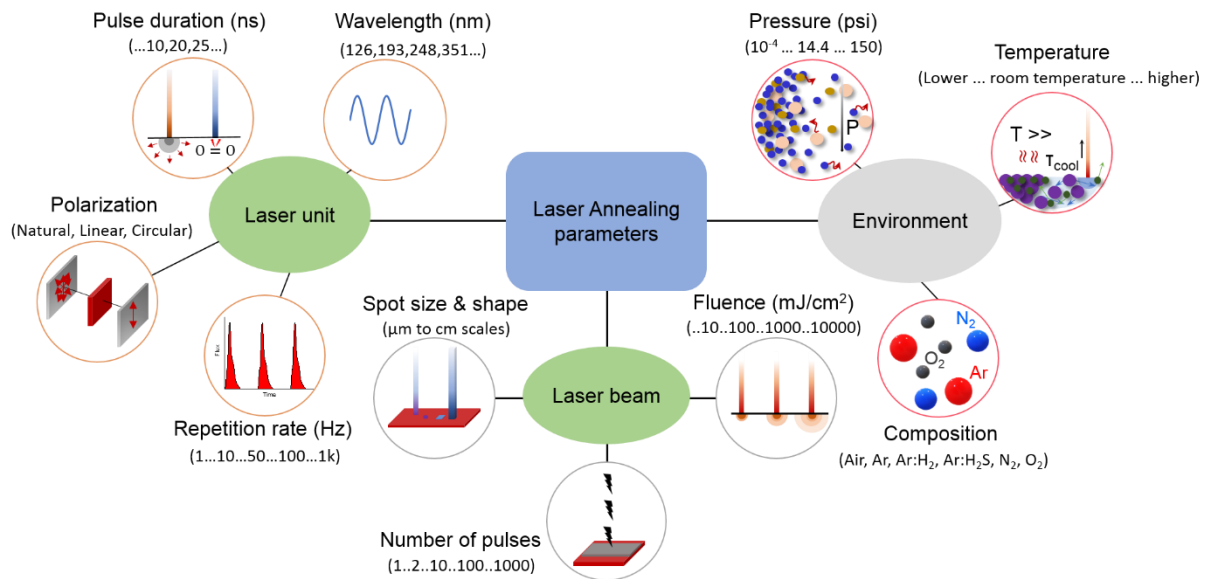 Pulse duration (ns)
(...10,20,25...)
Wavelength (nm)
(126,193,248,351...)
Pressure (psi)
(10⁻⁴ ... 14.4 ... 150)
Temperature
(Lower ... room temperature ... higher)
0 = 0
P
T >>
τcool
Polarization
(Natural, Linear, Circular)
Laser unit
Laser Annealing
parameters
Environment
Spot size & shape
(µm to cm scales)
Fluence (mJ/cm²)
(..10..100..1000..10000)
Time
N₂
O₂
Ar
Laser beam
Repetition rate (Hz)
(1...10...50...100...1k)
Composition
(Air, Ar, Ar:H₂, Ar:H₂S, N₂, O₂)
Number of pulses
(1..2..10..100..1000)